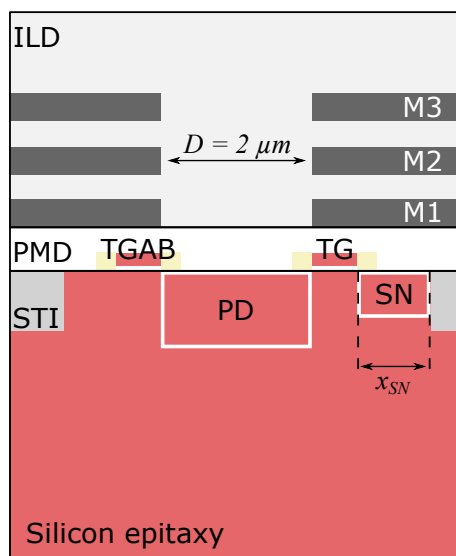 ILD
M3
D = 2 μm
M2
M1
PMD
TGAB
TG
STI
PD
SN
x_SN
Silicon epitaxy